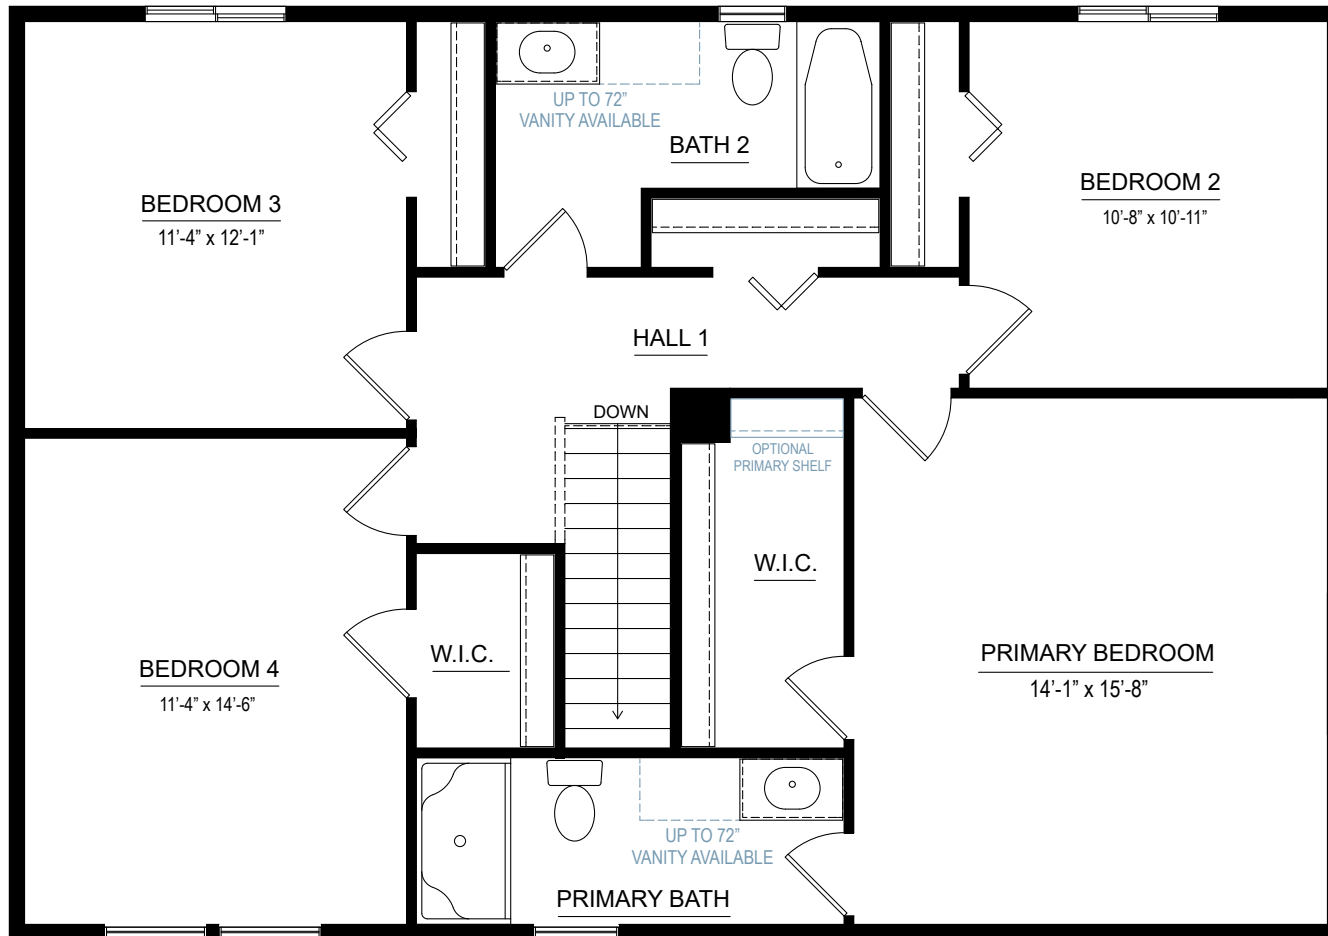 UP TO 72”
VANITY AVAILABLE
BATH 2
BEDROOM 3
11’-4” x 12’-1”
BEDROOM 2
10’-8” x 10’-11”
HALL 1
DOWN
OPTIONAL
PRIMARY SHELF
W.I.C.
W.I.C.
BEDROOM 4
11’-4” x 14’-6”
PRIMARY BEDROOM
14’-1” x 15’-8”
UP TO 72”
VANITY AVAILABLE
PRIMARY BATH